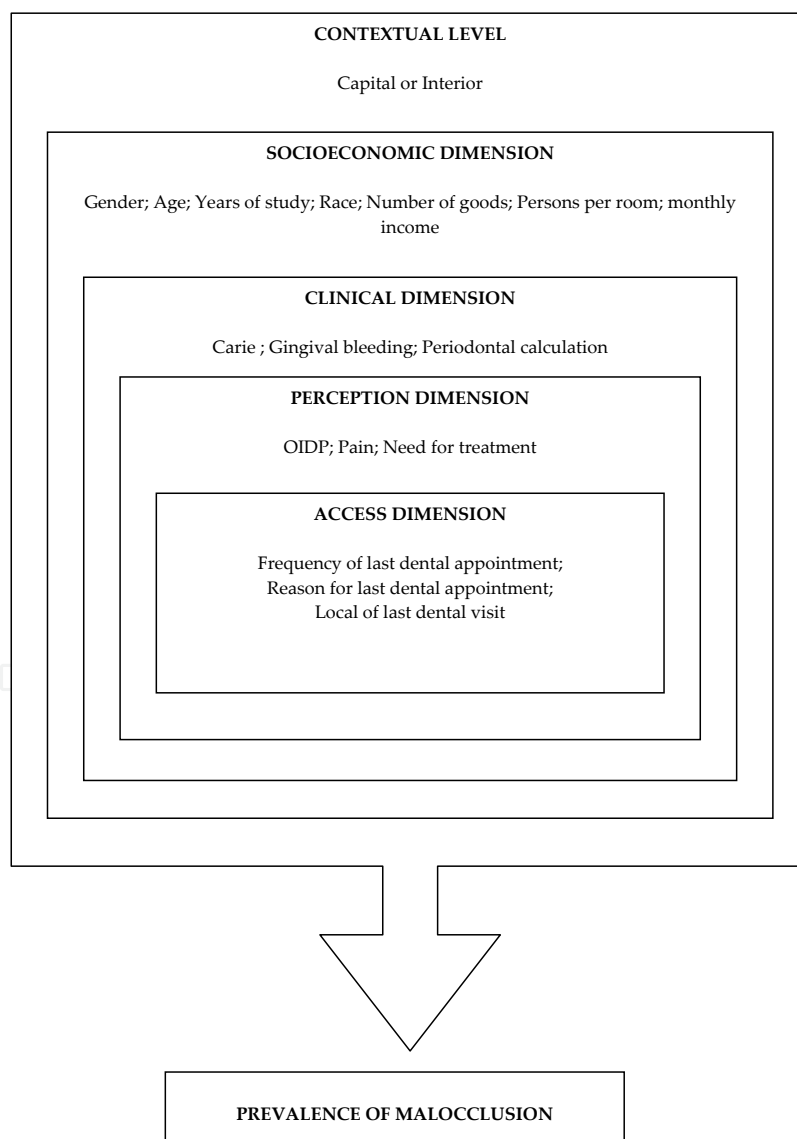 CONTEXTUAL LEVEL
Capital or Interior
SOCIOECONOMIC DIMENSION
Gender; Age; Years of study; Race; Number of goods; Persons per room; monthly
income
CLINICAL DIMENSION
Carie ; Gingival bleeding; Periodontal calculation
PERCEPTION DIMENSION
OIDP; Pain; Need for treatment
ACCESS DIMENSION
Frequency of last dental appointment;
Reason for last dental appointment;
Local of last dental visit
PREVALENCE OF MALOCCLUSION